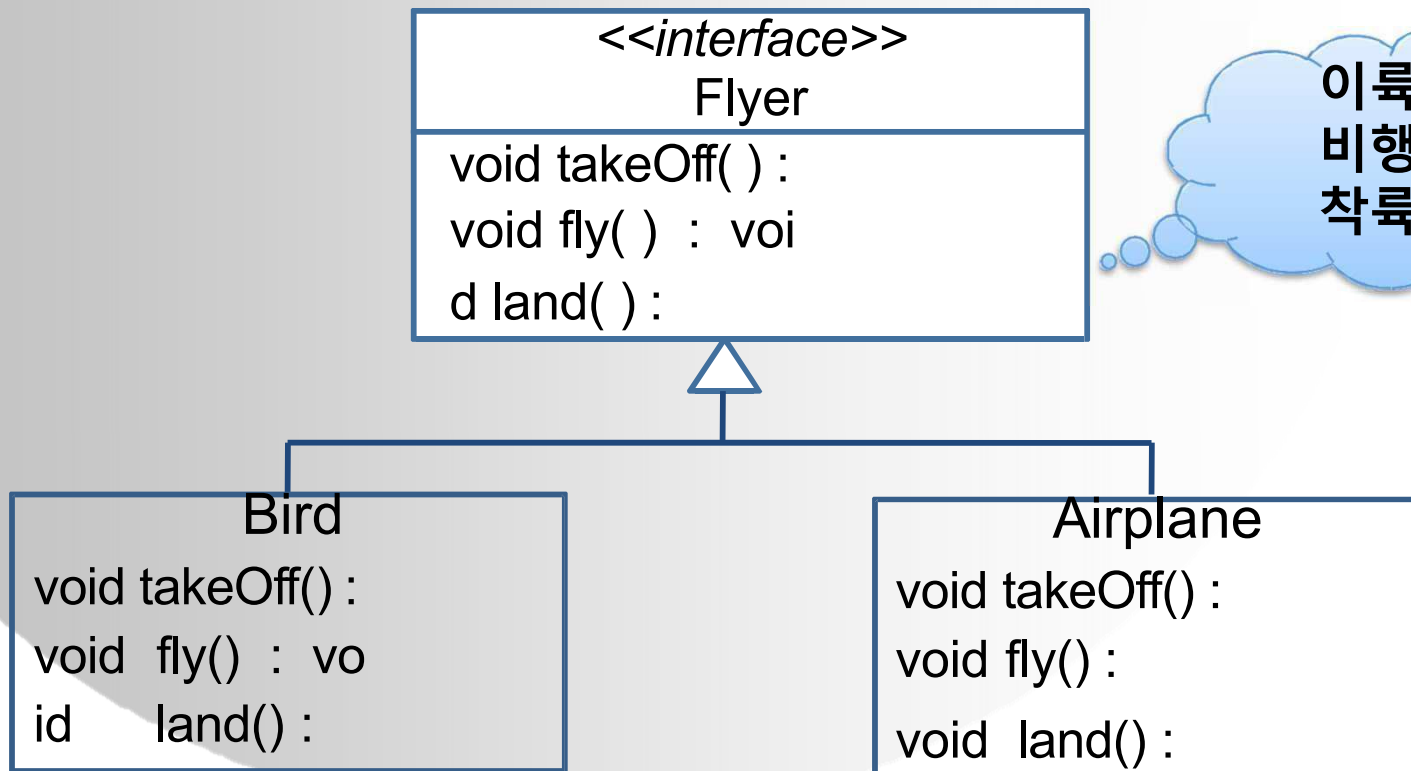 <<interface>>
Flyer
void takeOff( ) :
void fly( ) : voi
d land( ) :
이륙
비행
착륙
Bird
void takeOff() :
void fly() : vo
id land() :
Airplane
void takeOff() :
void fly() :
void land() :